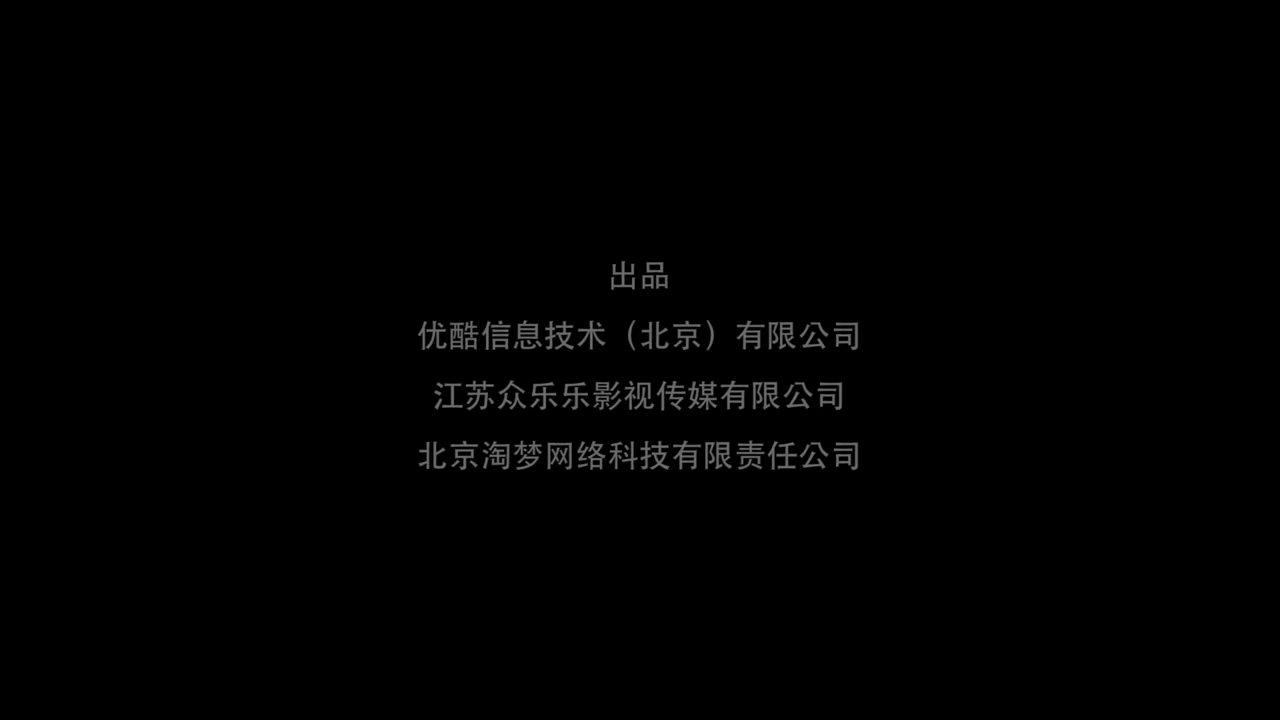 出品
优酷信息技术（北京）有限公司
江苏众乐乐影视传媒有限公司
北京淘梦网络科技有限责任公司